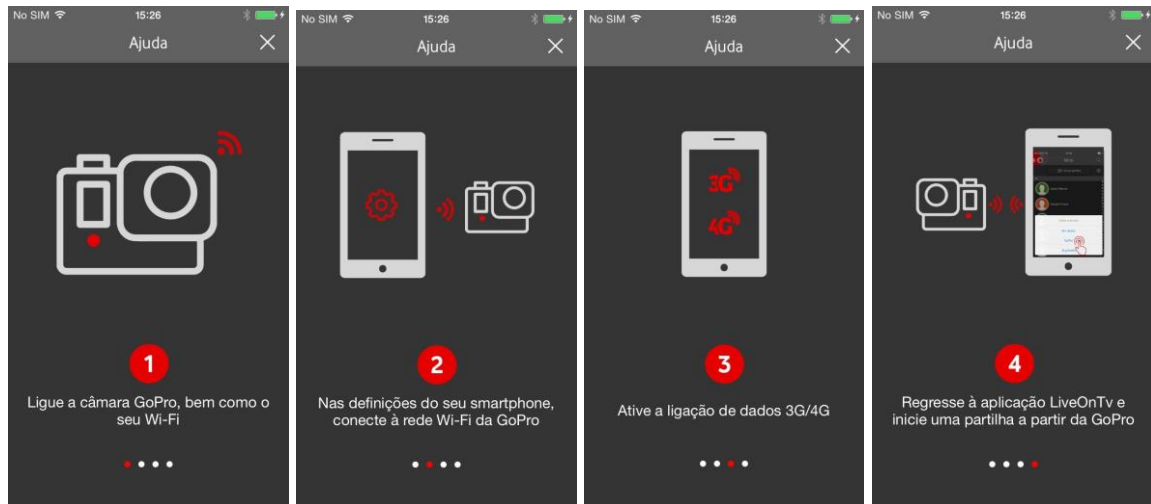 No SIM 15:26
Ajuda
1
Ligue a câmara GoPro, bem como o
seu Wi-Fi
No SIM 15:26
Ajuda
2
Nas definições do seu smartphone,
conecte à rede Wi-Fi da GoPro
No SIM 15:26
Ajuda
3G
4G
3
Ative a ligação de dados 3G/4G
No SIM 15:26
Ajuda
4
Regresse à aplicação LiveOnTv e
inicie uma partilha a partir da GoPro